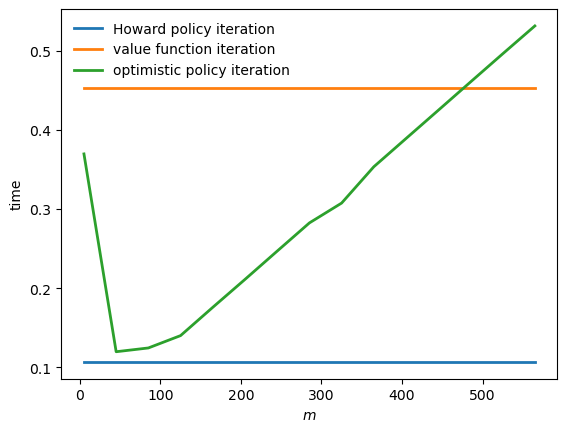 Howard policy iteration
value function iteration
optimistic policy iteration
time
0.5
0.4
0.3
0.2
0.1
0 100 200 300 400 500
m